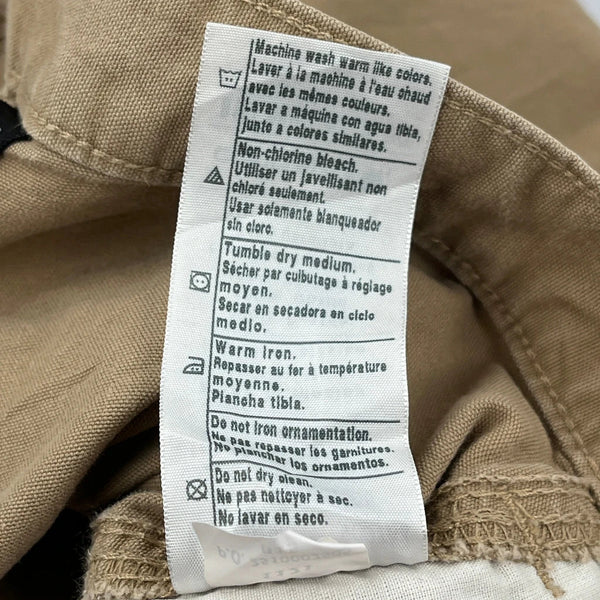 Machine wash warm like colors.
Laver à la machine à l'eau chaud
avec les mêmes couleurs.
Lavar a máquina con agua tibia,
junto a colores similares.
Non-chlorine bleach.
Utiliser un javellisant non
chloré seulement.
Usar solamente blanqueador
sin cloro.
Tumble dry medium.
Sécher par culbutage à réglage
moyen.
Secar en secadora en ciclo
medio.
Warm iron.
Repasser au fer à température
moyenne.
Plancha tibia.
Do not iron ornamentation.
Ne pas repasser les garnitures.
No planchar los ornamentos.
Do not dry clean.
Ne pas nettoyer à sec.
No lavar en seco.